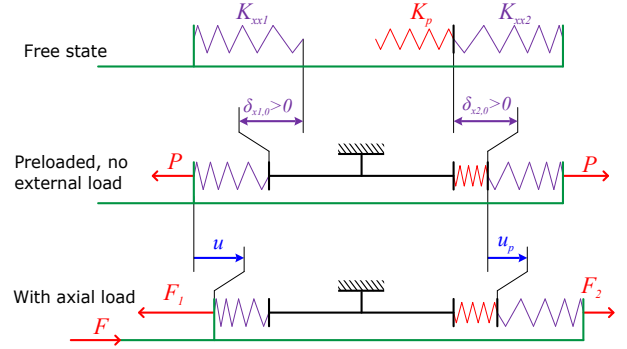 K_xx1 K_p K_xx2
Free state
δ_x1,0>0 δ_x2,0>0
Preloaded, no
external load
P P
u u_p
With axial load
F_1 F_2
F